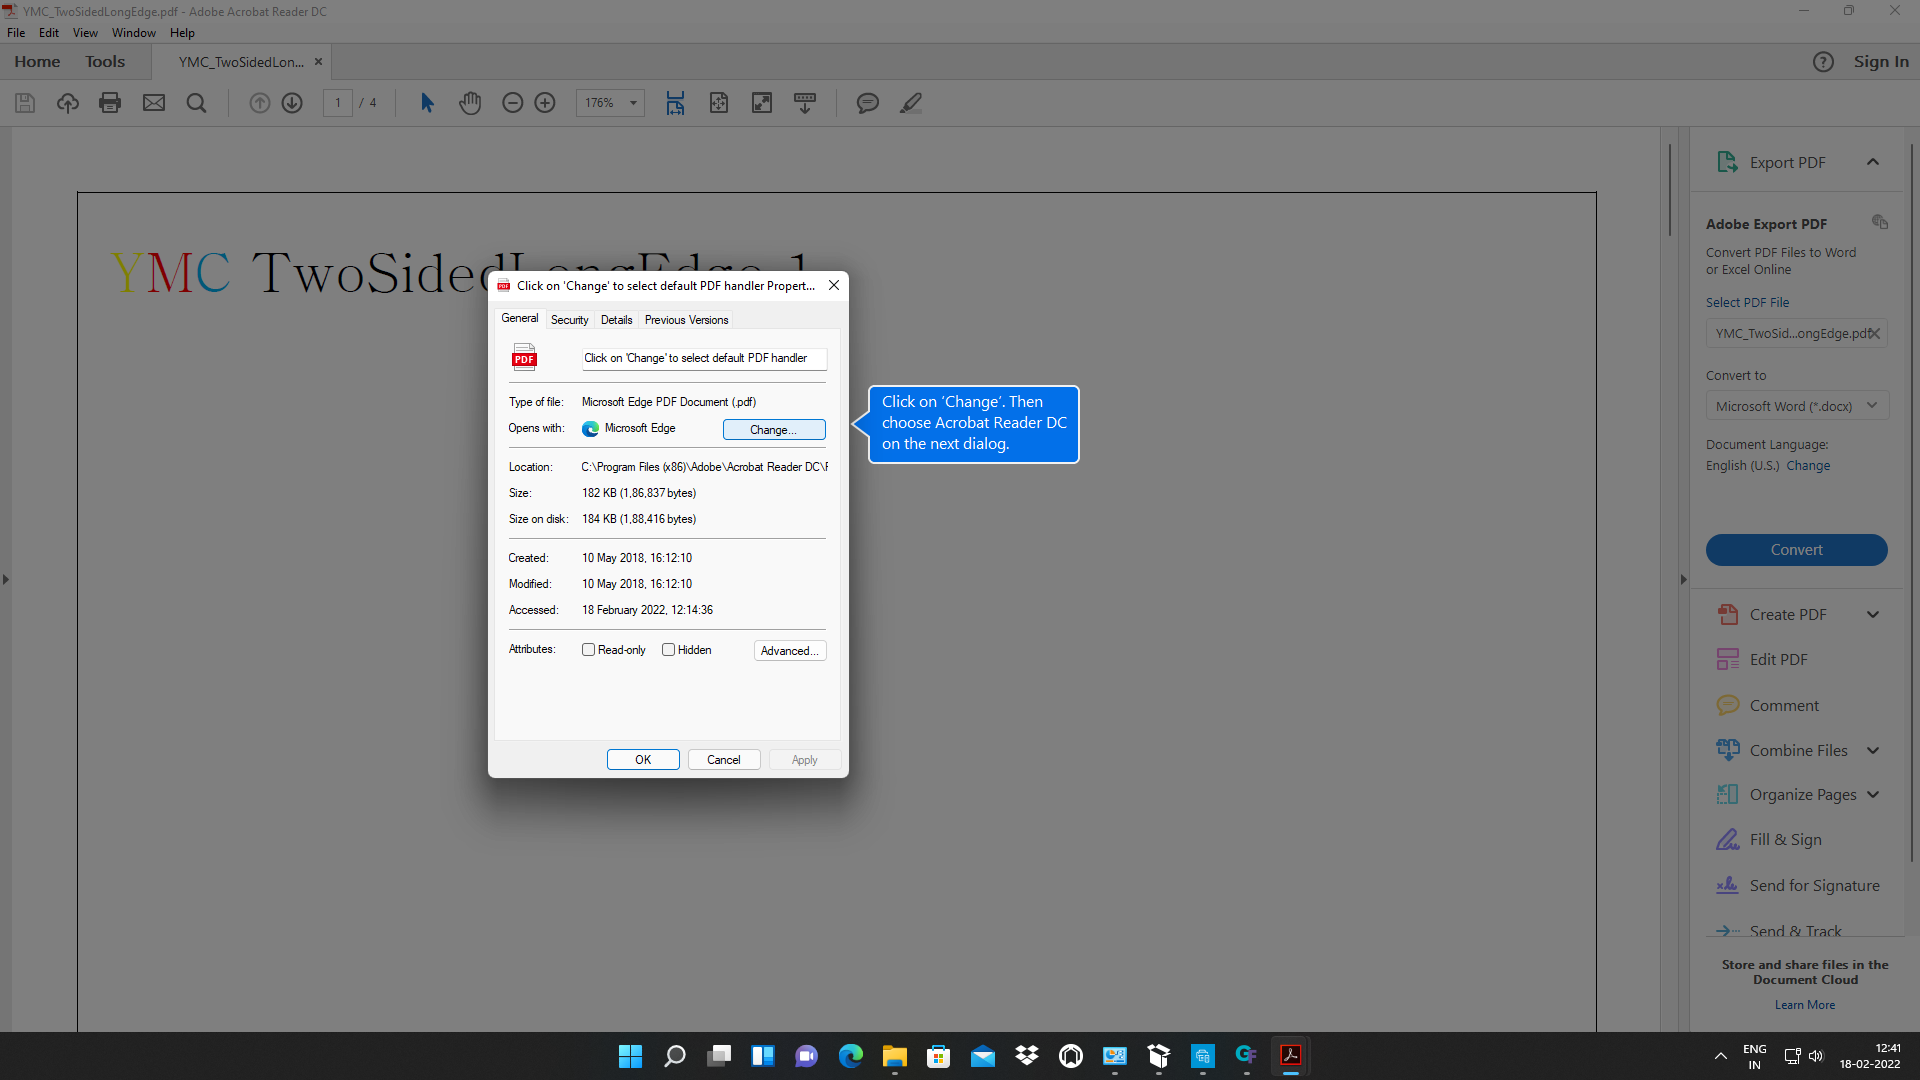 YMC_TwoSidedLongEdge.pdf - Adobe Acrobat Reader DC
File Edit View Window Help
Home Tools YMC_TwoSidedLon... Sign In
1 / 4 176%
YMC TwoSidedLongEdge 1
Click on 'Change' to select default PDF handler Propert...
General Security Details Previous Versions
PDF
Click on 'Change' to select default PDF handler
Type of file: Microsoft Edge PDF Document (.pdf)
Opens with: Microsoft Edge Change...
Location: C:\Program Files (x86)\Adobe\Acrobat Reader DC\
Size: 182 KB (1,86,837 bytes)
Size on disk: 184 KB (1,88,416 bytes)
Created: 10 May 2018, 16:12:10
Modified: 10 May 2018, 16:12:10
Accessed: 18 February 2022, 12:14:36
Attributes: Read-only Hidden Advanced...
OK Cancel Apply
Click on ‘Change’. Then
choose Acrobat Reader DC
on the next dialog.
Export PDF
Adobe Export PDF
Convert PDF Files to Word
or Excel Online
Select PDF File
YMC_TwoSid...ongEdge.pdf
Convert to
Microsoft Word (*.docx)
Document Language:
English (U.S.) Change
Convert
Create PDF
Edit PDF
Comment
Combine Files
Organize Pages
Fill & Sign
Send for Signature
Send & Track
Store and share files in the
Document Cloud
Learn More
ENG
IN
12:41
18-02-2022